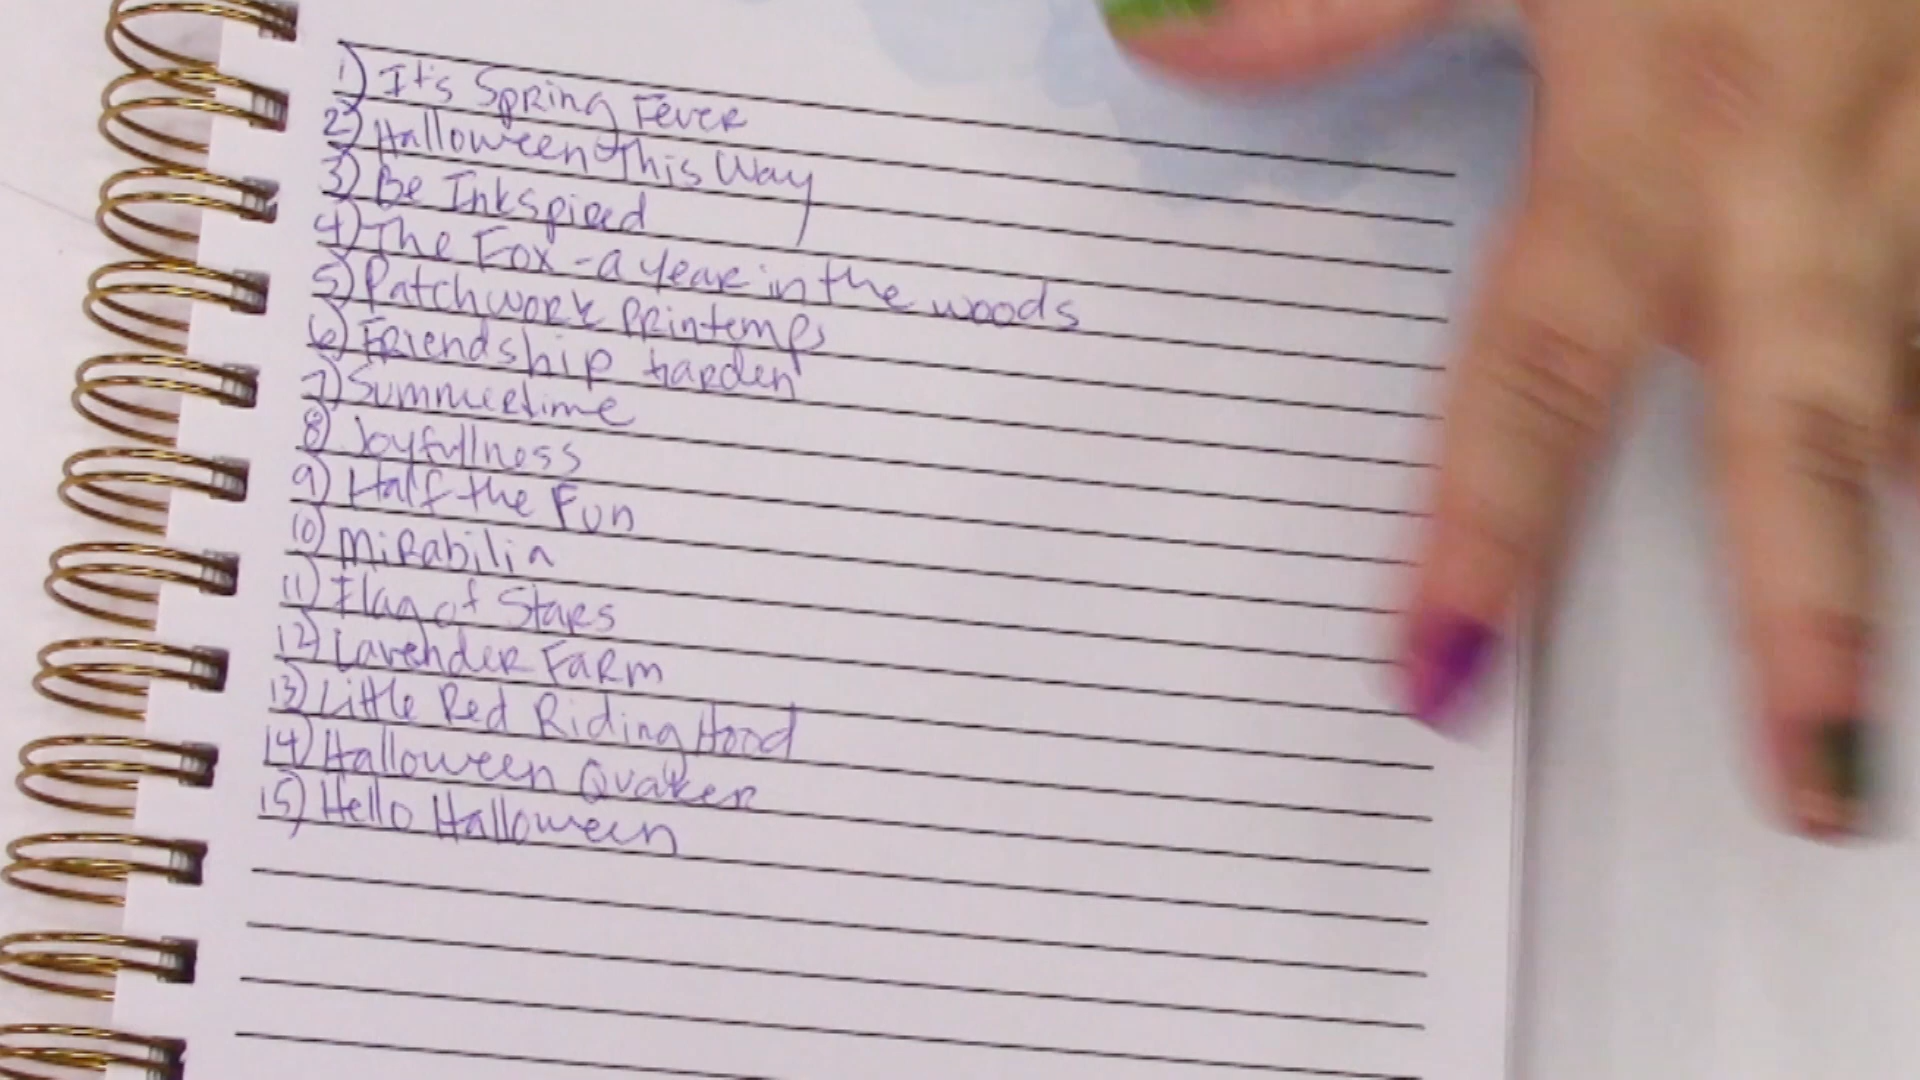 1) It's Spring Fever
2) Halloween This Way
3) Be Inkspired
4) The Fox - a year in the woods
5) Patchwork Printemps
6) Friendship Garden
7) Summertime
8) Joyfullness
9) Half the Fun
10) Mirabilia
11) Flag of Stars
12) Lavender Farm
13) Little Red Riding Hood
14) Halloween Quaker
15) Hello Halloween